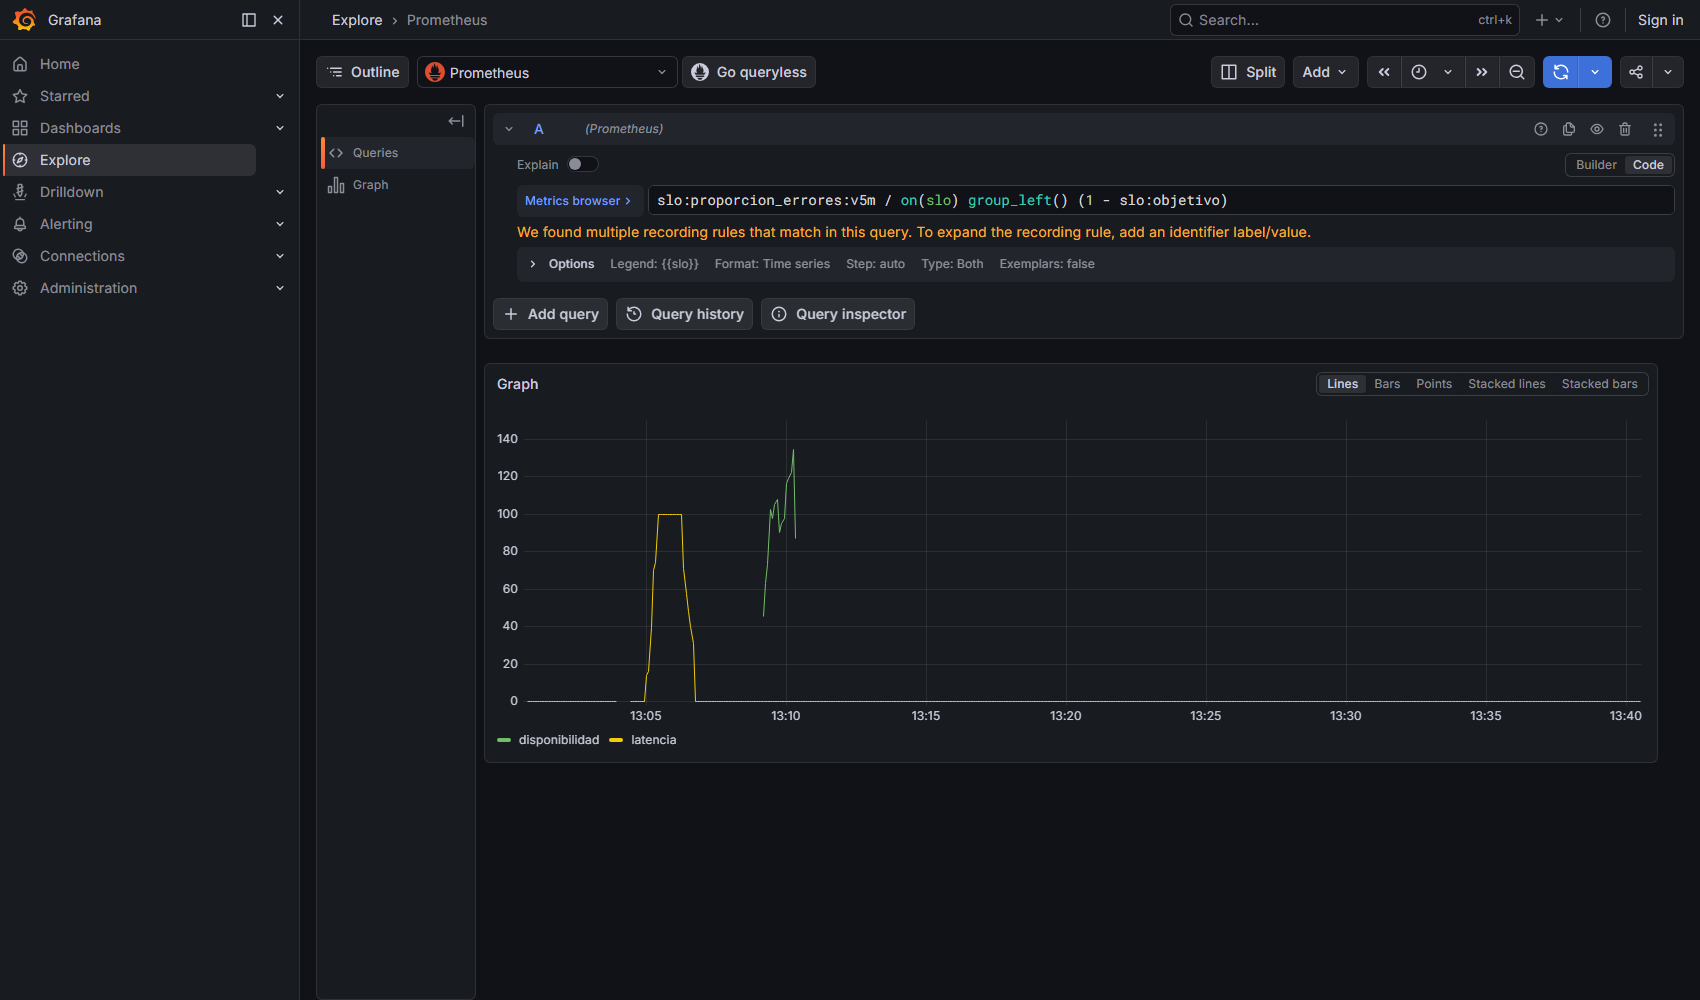 Grafana
Explore › Prometheus
Search... ctrl+k
Sign in
Home
Starred
Dashboards
Explore
Drilldown
Alerting
Connections
Administration
Outline
Prometheus
Go queryless
Split
Add
Queries
Graph
A (Prometheus)
Explain
Builder Code
Metrics browser ›
slo:proporcion_errores:v5m / on(slo) group_left() (1 - slo:objetivo)
We found multiple recording rules that match in this query. To expand the recording rule, add an identifier label/value.
Options Legend: {{slo}} Format: Time series Step: auto Type: Both Exemplars: false
Add query
Query history
Query inspector
Graph
Lines Bars Points Stacked lines Stacked bars
140
120
100
80
60
40
20
0
13:05 13:10 13:15 13:20 13:25 13:30 13:35 13:40
disponibilidad latencia